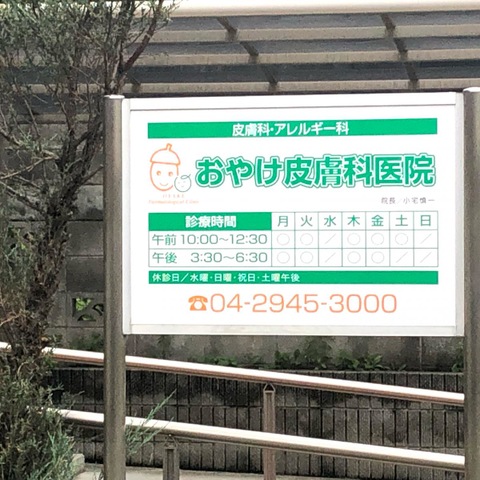 皮膚科・アレルギー科
おやけ皮膚科医院
院長 小宅慎一
診療時間 月 火 水 木 金 土 日
午前 10:00〜12:30 ○ ○ ／ ○ ○ ○ ／
午後 3:30〜6:30 ○ ○ ／ ○ ○ ／ ／
休診日／水曜・日曜・祝日・土曜午後
☎04-2945-3000